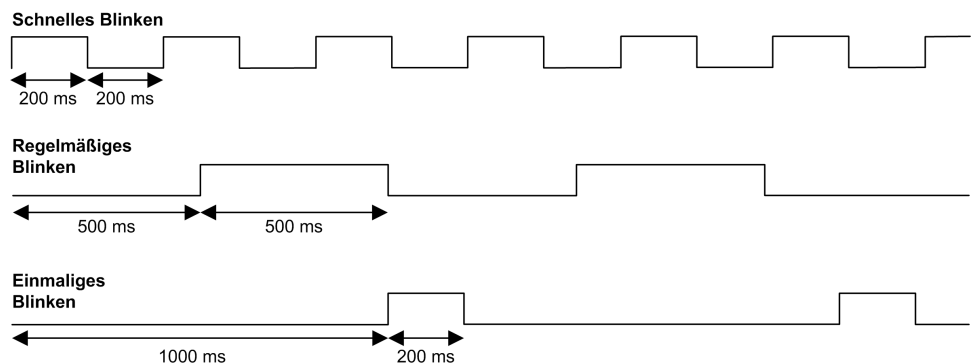 Schnelles Blinken
200 ms 200 ms
Regelmäßiges
Blinken
500 ms 500 ms
Einmaliges
Blinken
1000 ms 200 ms